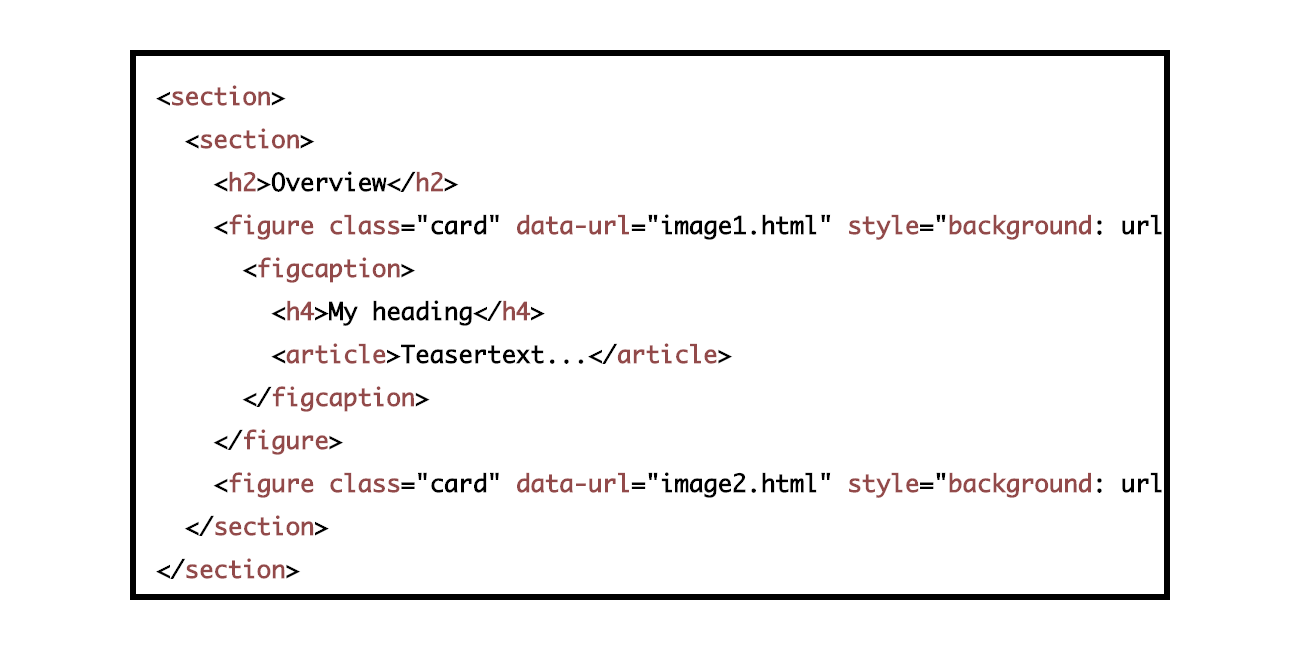 <section>
<section>
<h2>Overview</h2>
<figure class="card" data-url="image1.html" style="background: url
<figcaption>
<h4>My heading</h4>
<article>Teasertext...</article>
</figcaption>
</figure>
<figure class="card" data-url="image2.html" style="background: url
</section>
</section>